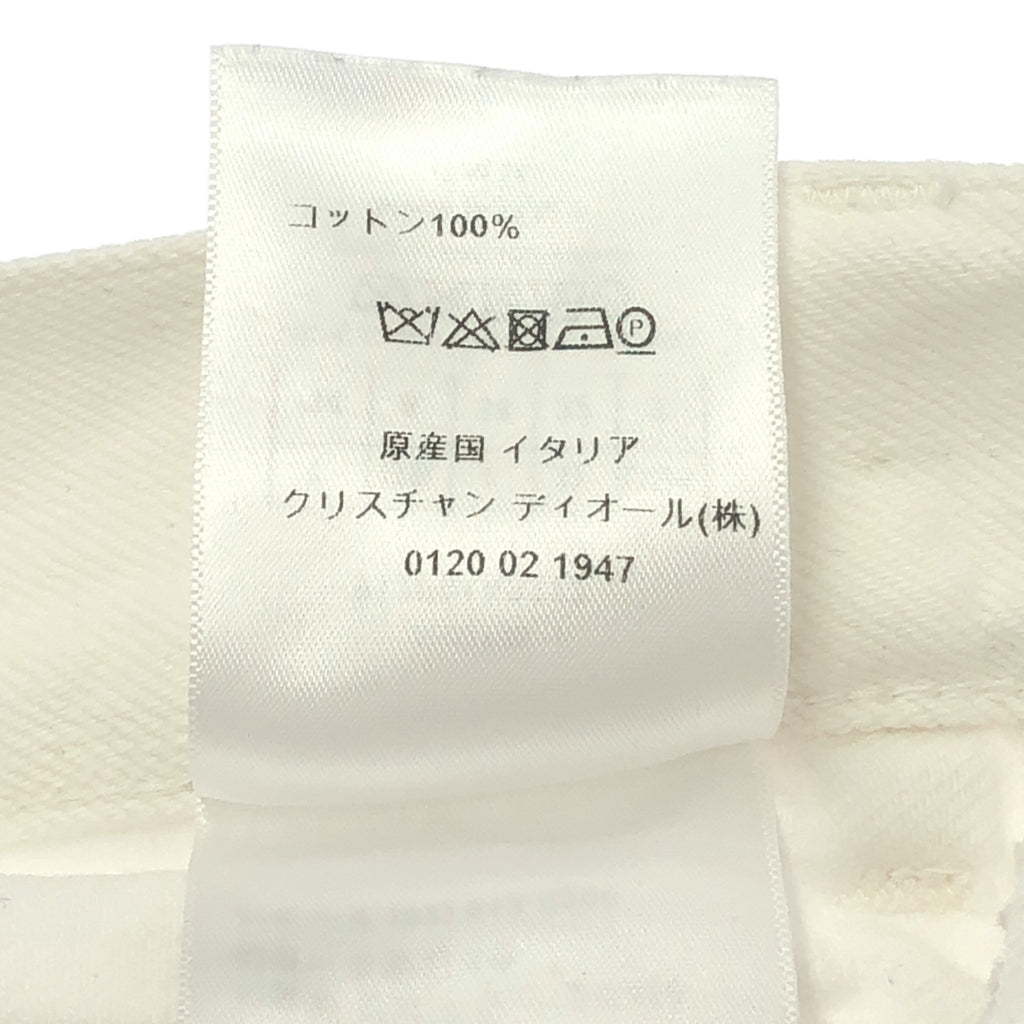 コットン100%
P
原産国 イタリア
クリスチャン ディオール(株)
0120 02 1947